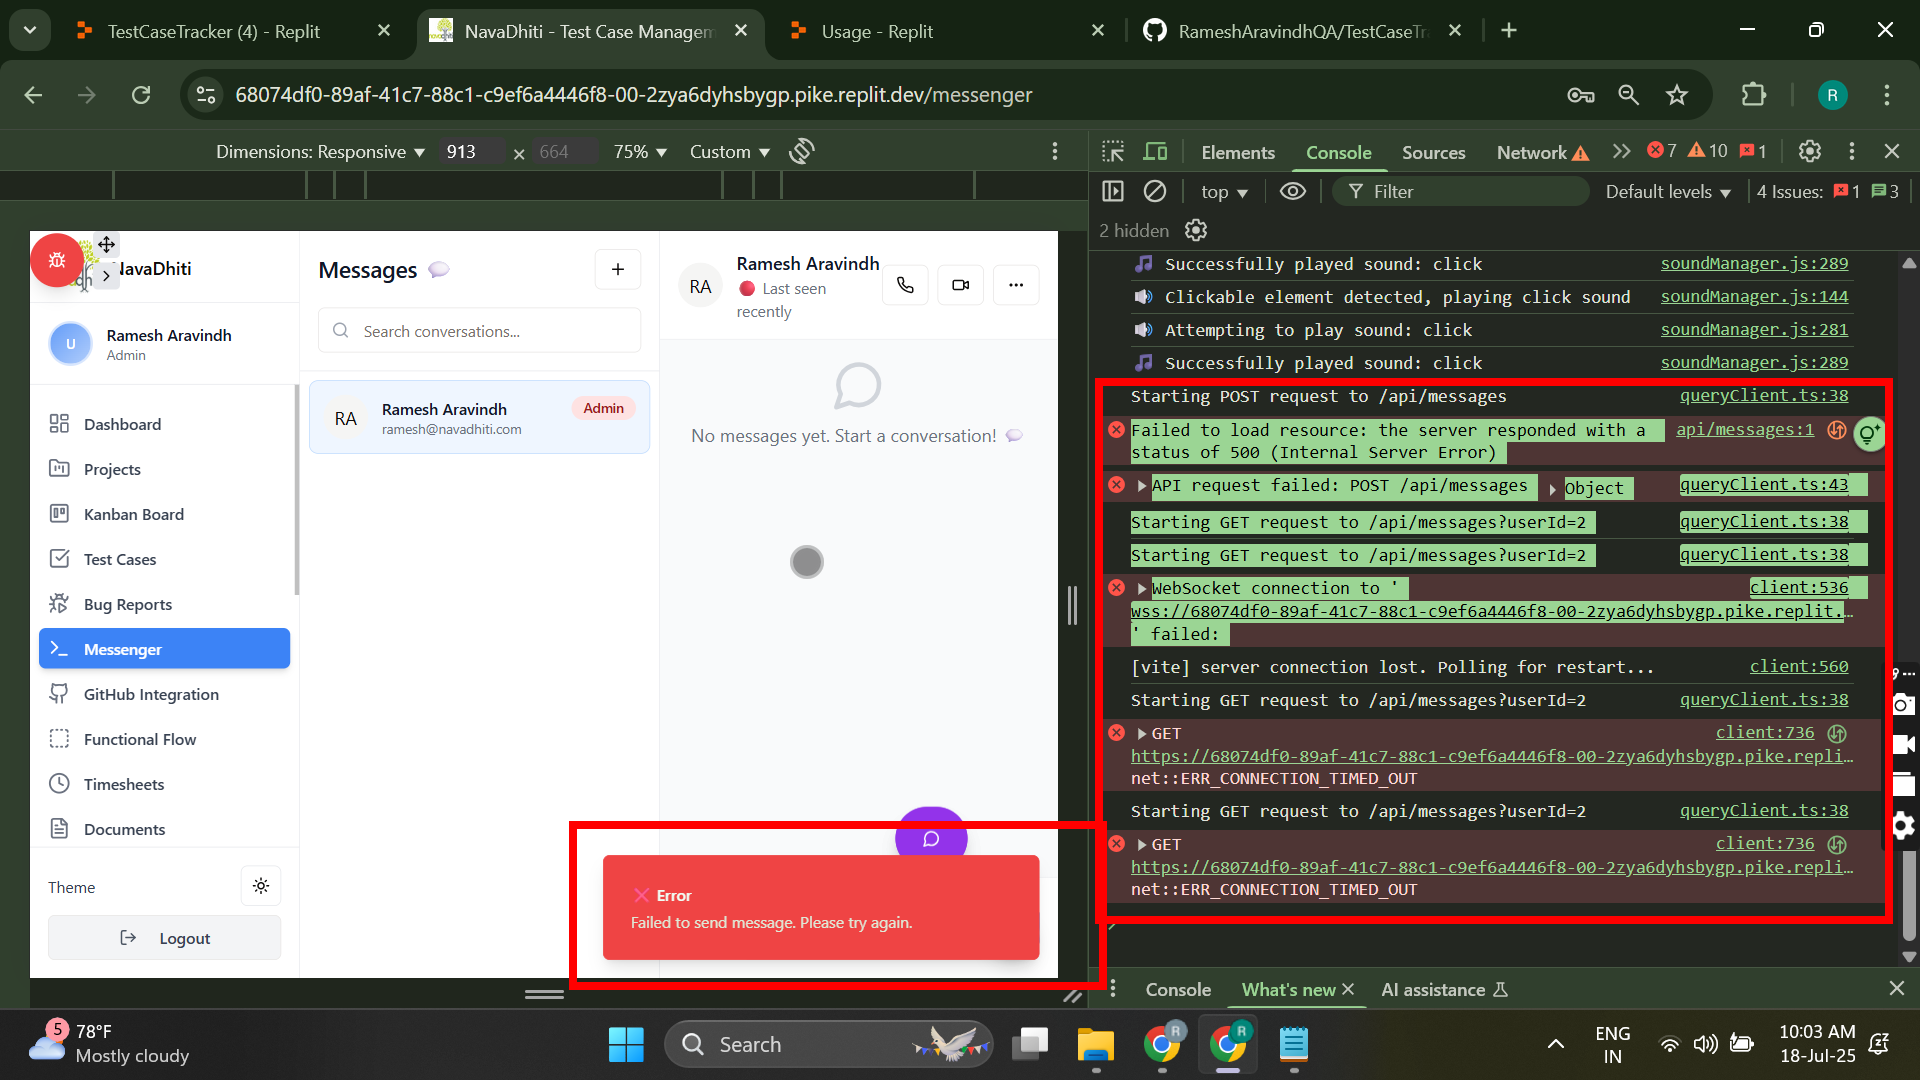 TestCaseTracker (4) - Replit
NavaDhiti - Test Case Managem
Usage - Replit
RameshAravindhQA/TestCaseTr
68074df0-89af-41c7-88c1-c9ef6a4446f8-00-2zya6dyhsbygp.pike.replit.dev/messenger
R
Dimensions: Responsive ▼ 913 × 664 75% ▼ Custom ▼
Elements Console Sources Network 7 10 1
top ▼ Filter Default levels ▼ 4 Issues: 1 3
2 hidden
NavaDhiti
U
Ramesh Aravindh
Admin
Dashboard
Projects
Kanban Board
Test Cases
Bug Reports
Messenger
GitHub Integration
Functional Flow
Timesheets
Documents
Theme
Logout
Messages
+
Search conversations...
RA
Ramesh Aravindh
Admin
ramesh@navadhiti.com
RA
Ramesh Aravindh
Last seen
recently
No messages yet. Start a conversation!
Error
Failed to send message. Please try again.
Successfully played sound: click soundManager.js:289
Clickable element detected, playing click sound soundManager.js:144
Attempting to play sound: click soundManager.js:281
Successfully played sound: click soundManager.js:289
Starting POST request to /api/messages queryClient.ts:38
Failed to load resource: the server responded with a api/messages:1
status of 500 (Internal Server Error)
API request failed: POST /api/messages Object queryClient.ts:43
Starting GET request to /api/messages?userId=2 queryClient.ts:38
Starting GET request to /api/messages?userId=2 queryClient.ts:38
WebSocket connection to ' client:536
wss://68074df0-89af-41c7-88c1-c9ef6a4446f8-00-2zya6dyhsbygp.pike.replit.…
' failed:
[vite] server connection lost. Polling for restart... client:560
Starting GET request to /api/messages?userId=2 queryClient.ts:38
GET client:736
https://68074df0-89af-41c7-88c1-c9ef6a4446f8-00-2zya6dyhsbygp.pike.repli…
net::ERR_CONNECTION_TIMED_OUT
Starting GET request to /api/messages?userId=2 queryClient.ts:38
GET client:736
https://68074df0-89af-41c7-88c1-c9ef6a4446f8-00-2zya6dyhsbygp.pike.repli…
net::ERR_CONNECTION_TIMED_OUT
Console What's new AI assistance
5
78°F
Mostly cloudy
Search
R
R
ENG
IN
10:03 AM
18-Jul-25